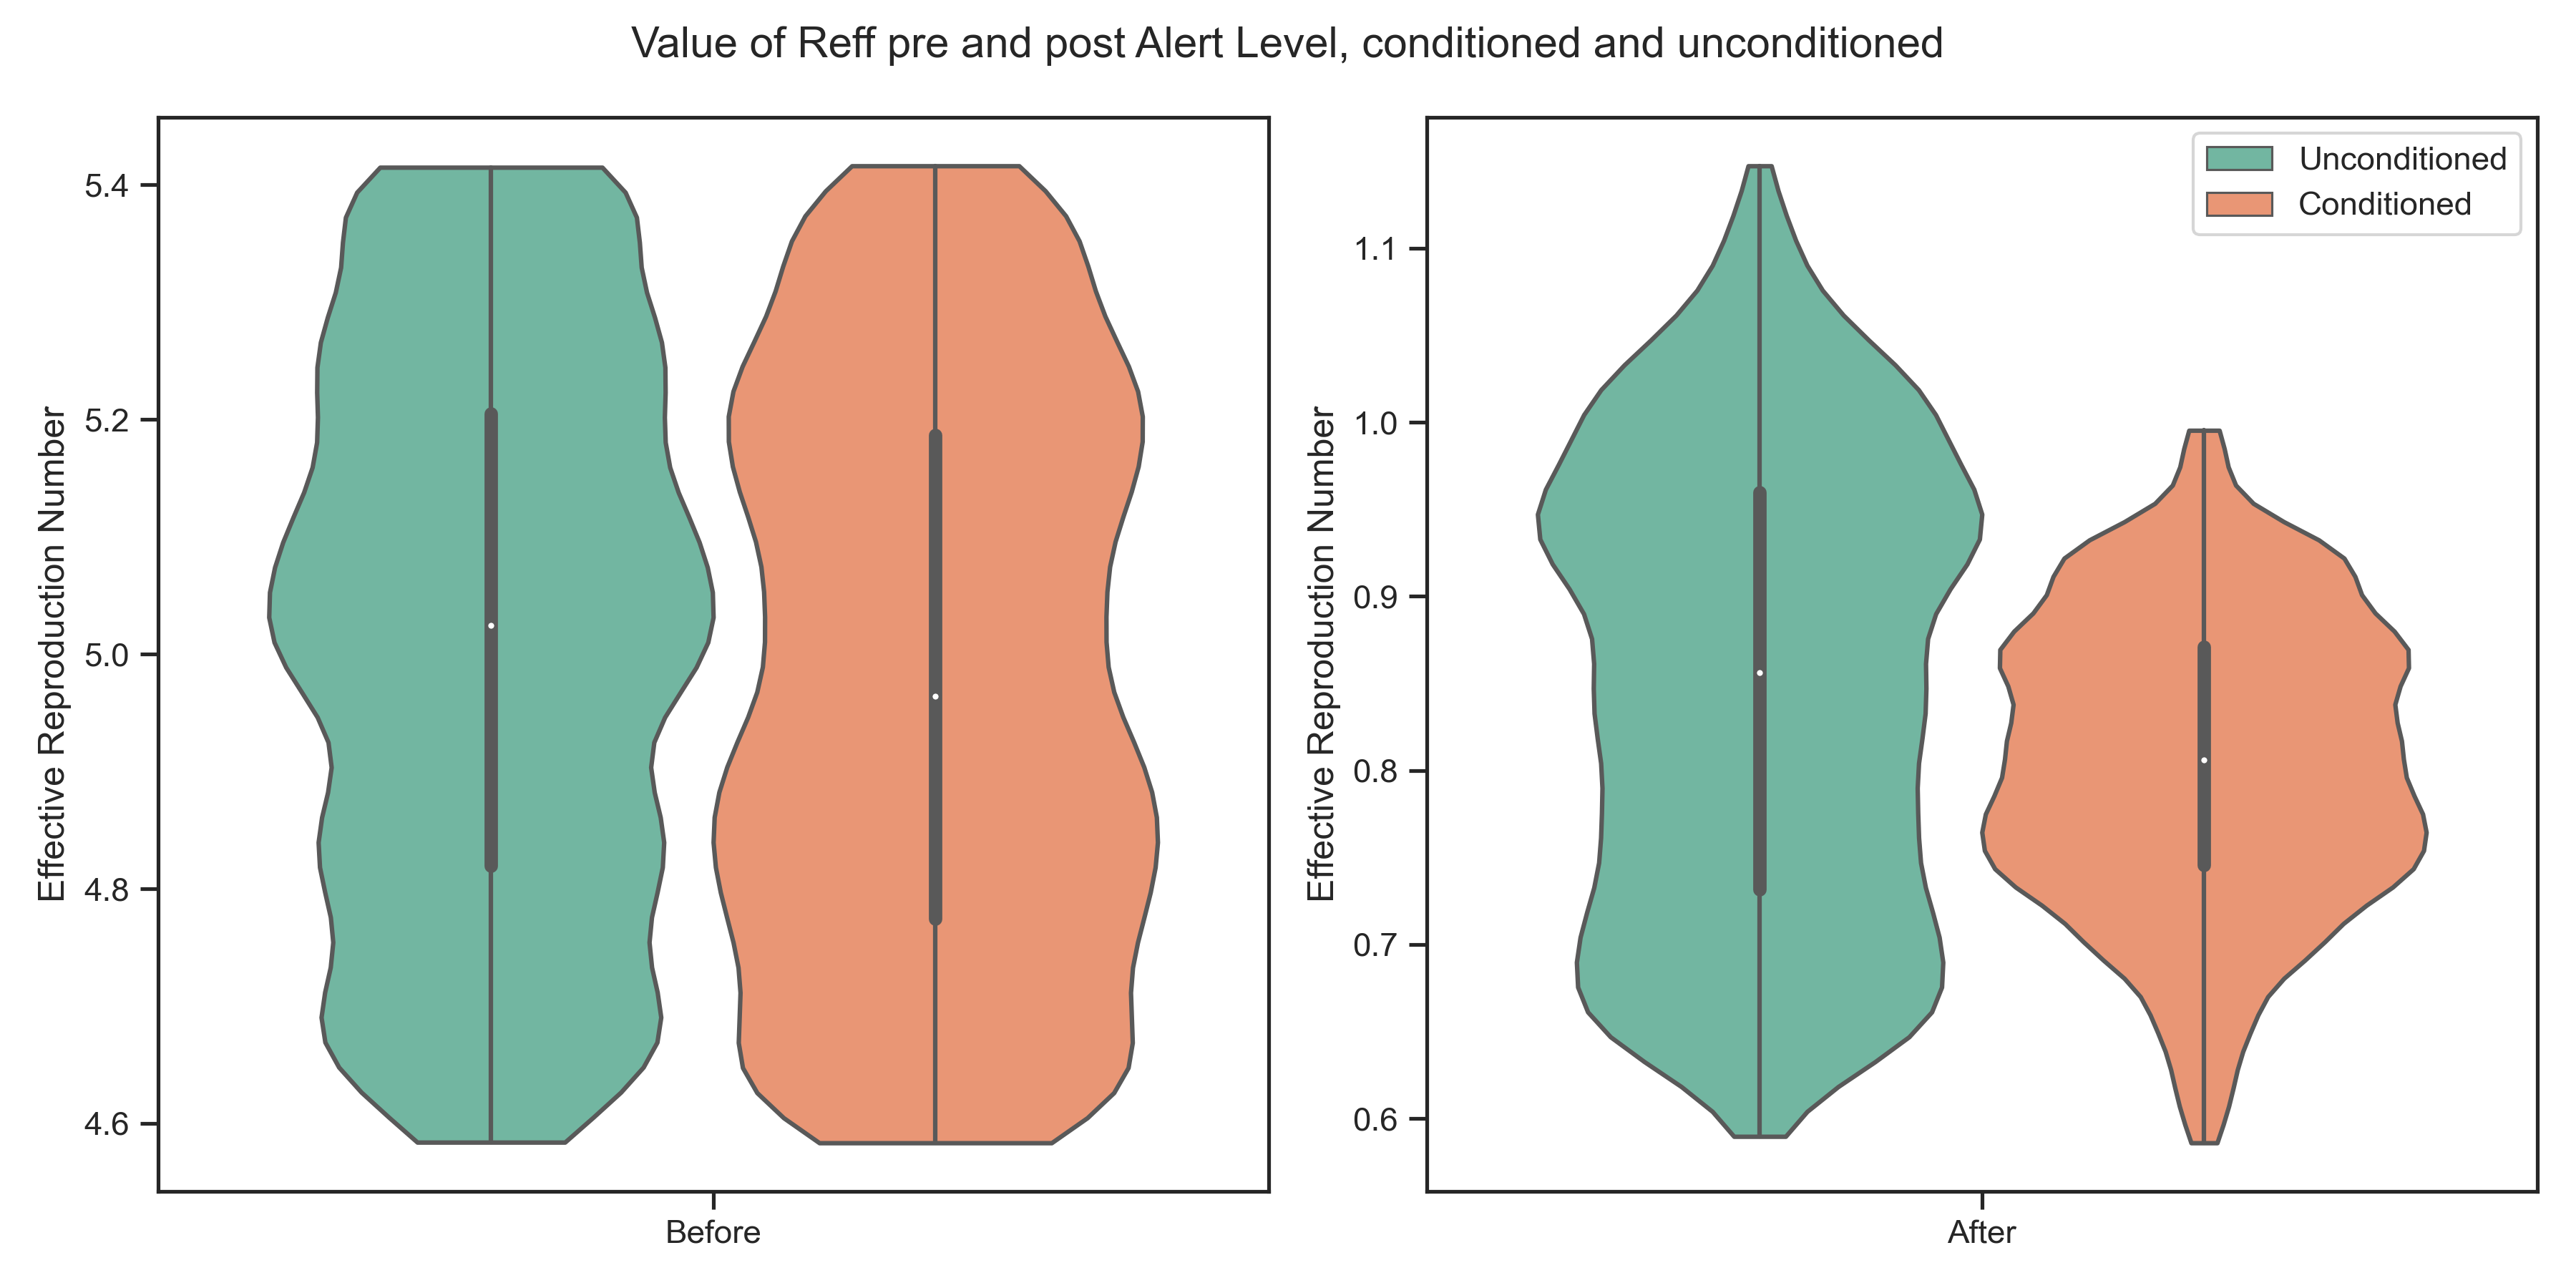 Value of Reff pre and post Alert Level, conditioned and unconditioned
Effective Reproduction Number
5.4
5.2
5.0
4.8
4.6
Before
Effective Reproduction Number
1.1
1.0
0.9
0.8
0.7
0.6
After
Unconditioned
Conditioned